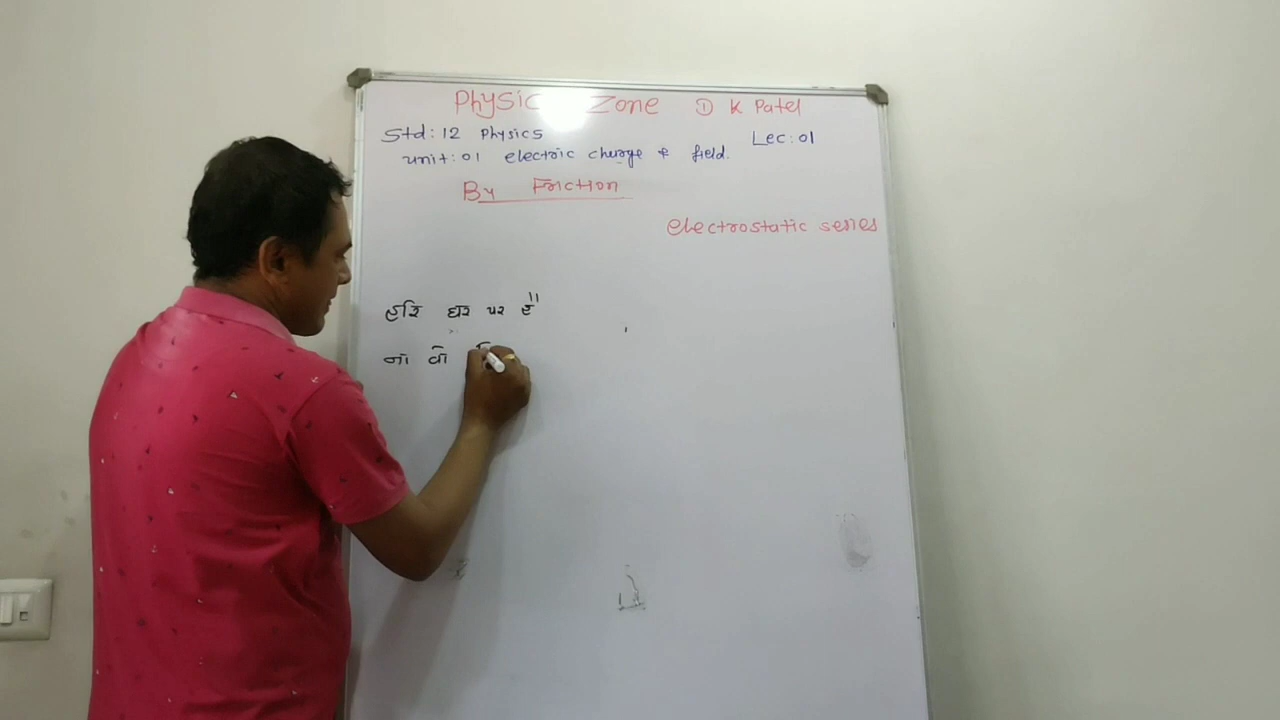 Physic Zone D K Patel
Std: 12 Physics
Lec: 01
unit: 01 electric charge & field.
By Friction
electrostatic series
હરિ ઘર પર હૈ"
ના વો